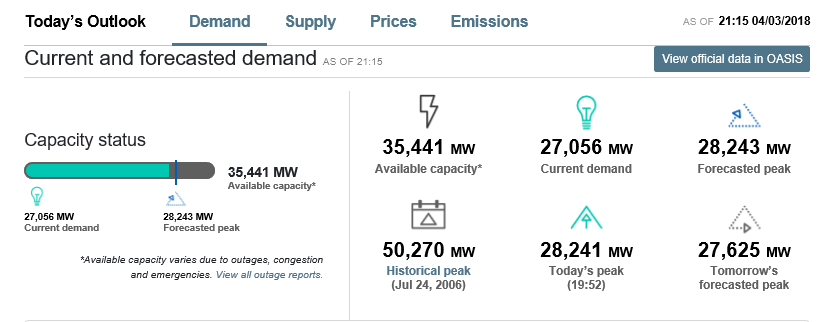 Today's Outlook Demand Supply Prices Emissions AS OF 21:15 04/03/2018
Current and forecasted demand AS OF 21:15 View official data in OASIS
Capacity status
35,441 MW
Available capacity*
27,056 MW
Current demand
28,243 MW
Forecasted peak
*Available capacity varies due to outages, congestion
and emergencies. View all outage reports.
35,441 MW
Available capacity*
27,056 MW
Current demand
28,243 MW
Forecasted peak
50,270 MW
Historical peak
(Jul 24, 2006)
28,241 MW
Today's peak
(19:52)
27,625 MW
Tomorrow's
forecasted peak